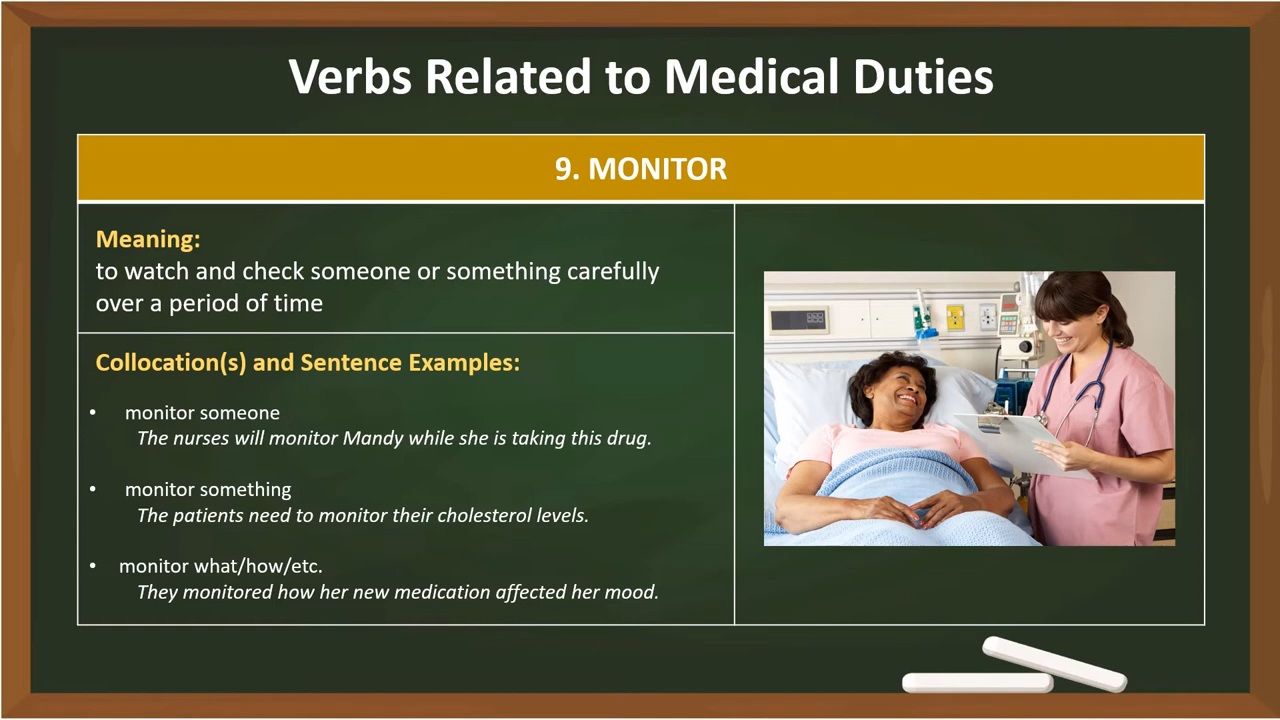 Verbs Related to Medical Duties
9. MONITOR
Meaning:
to watch and check someone or something carefully
over a period of time
Collocation(s) and Sentence Examples:
• monitor someone
The nurses will monitor Mandy while she is taking this drug.
• monitor something
The patients need to monitor their cholesterol levels.
• monitor what/how/etc.
They monitored how her new medication affected her mood.